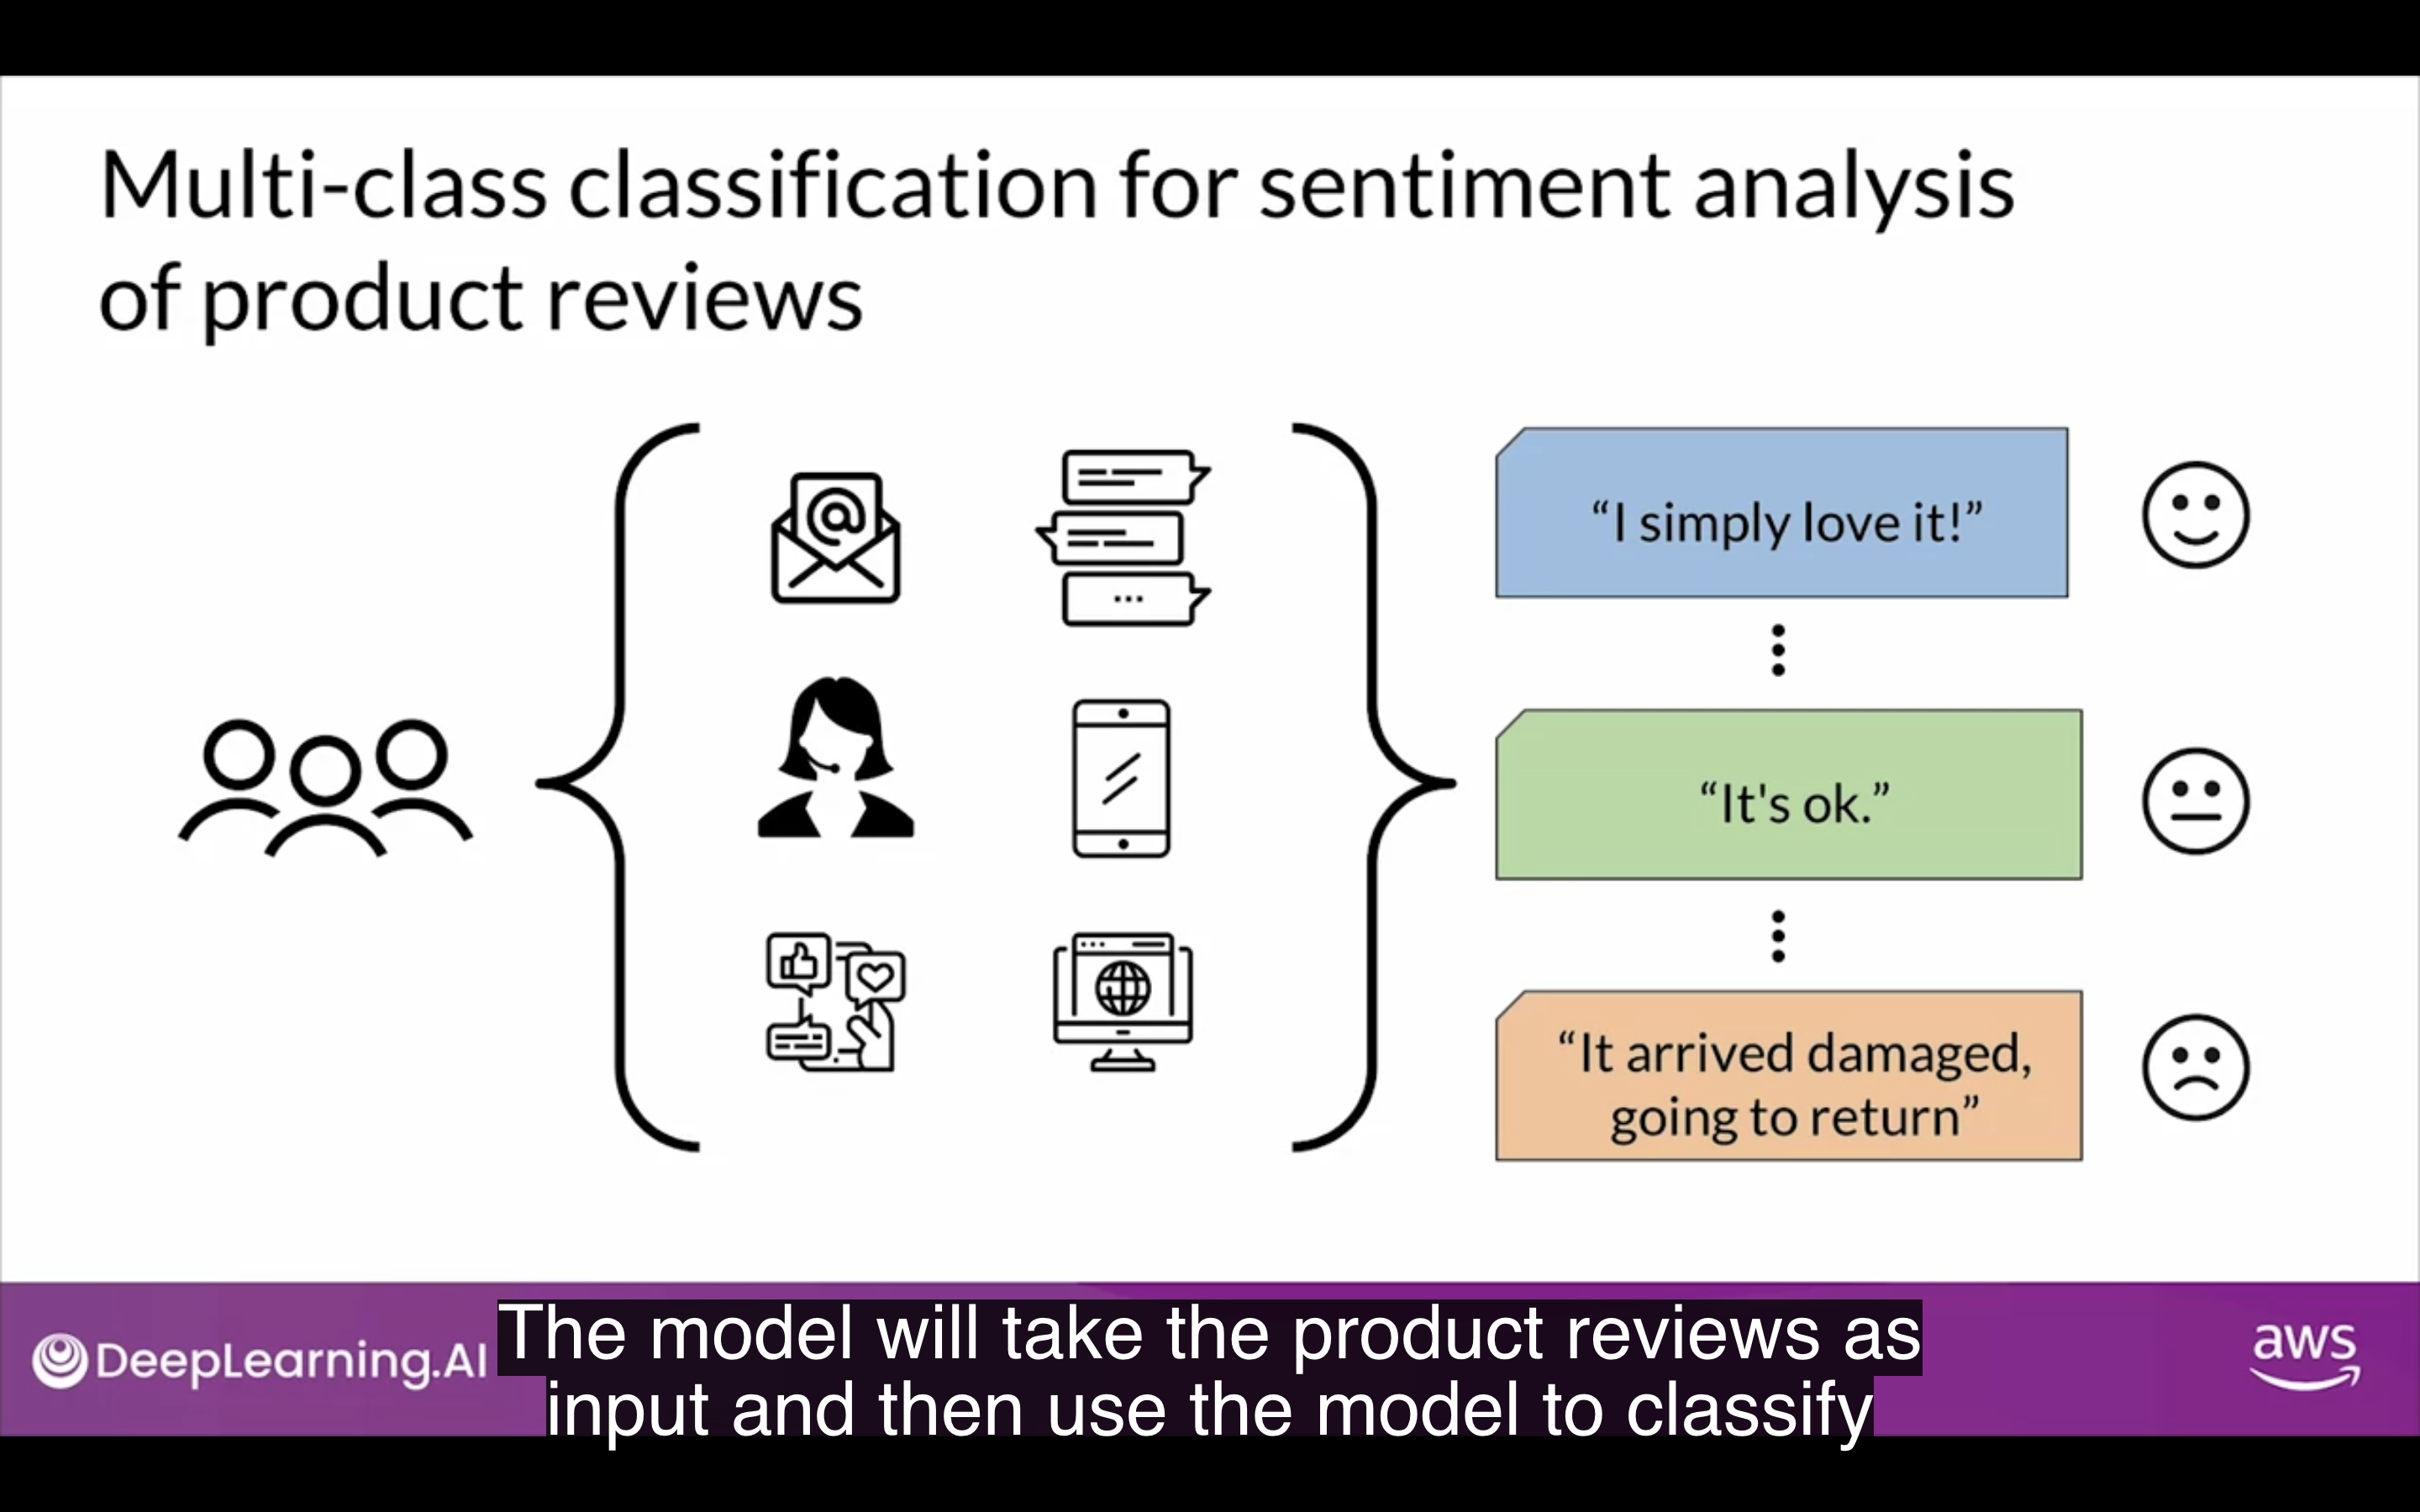 Multi-class classification for sentiment analysis
of product reviews
“I simply love it!”
“It's ok.”
“It arrived damaged,
going to return”
DeepLearning.AI
The model will take the product reviews as
input and then use the model to classify
aws